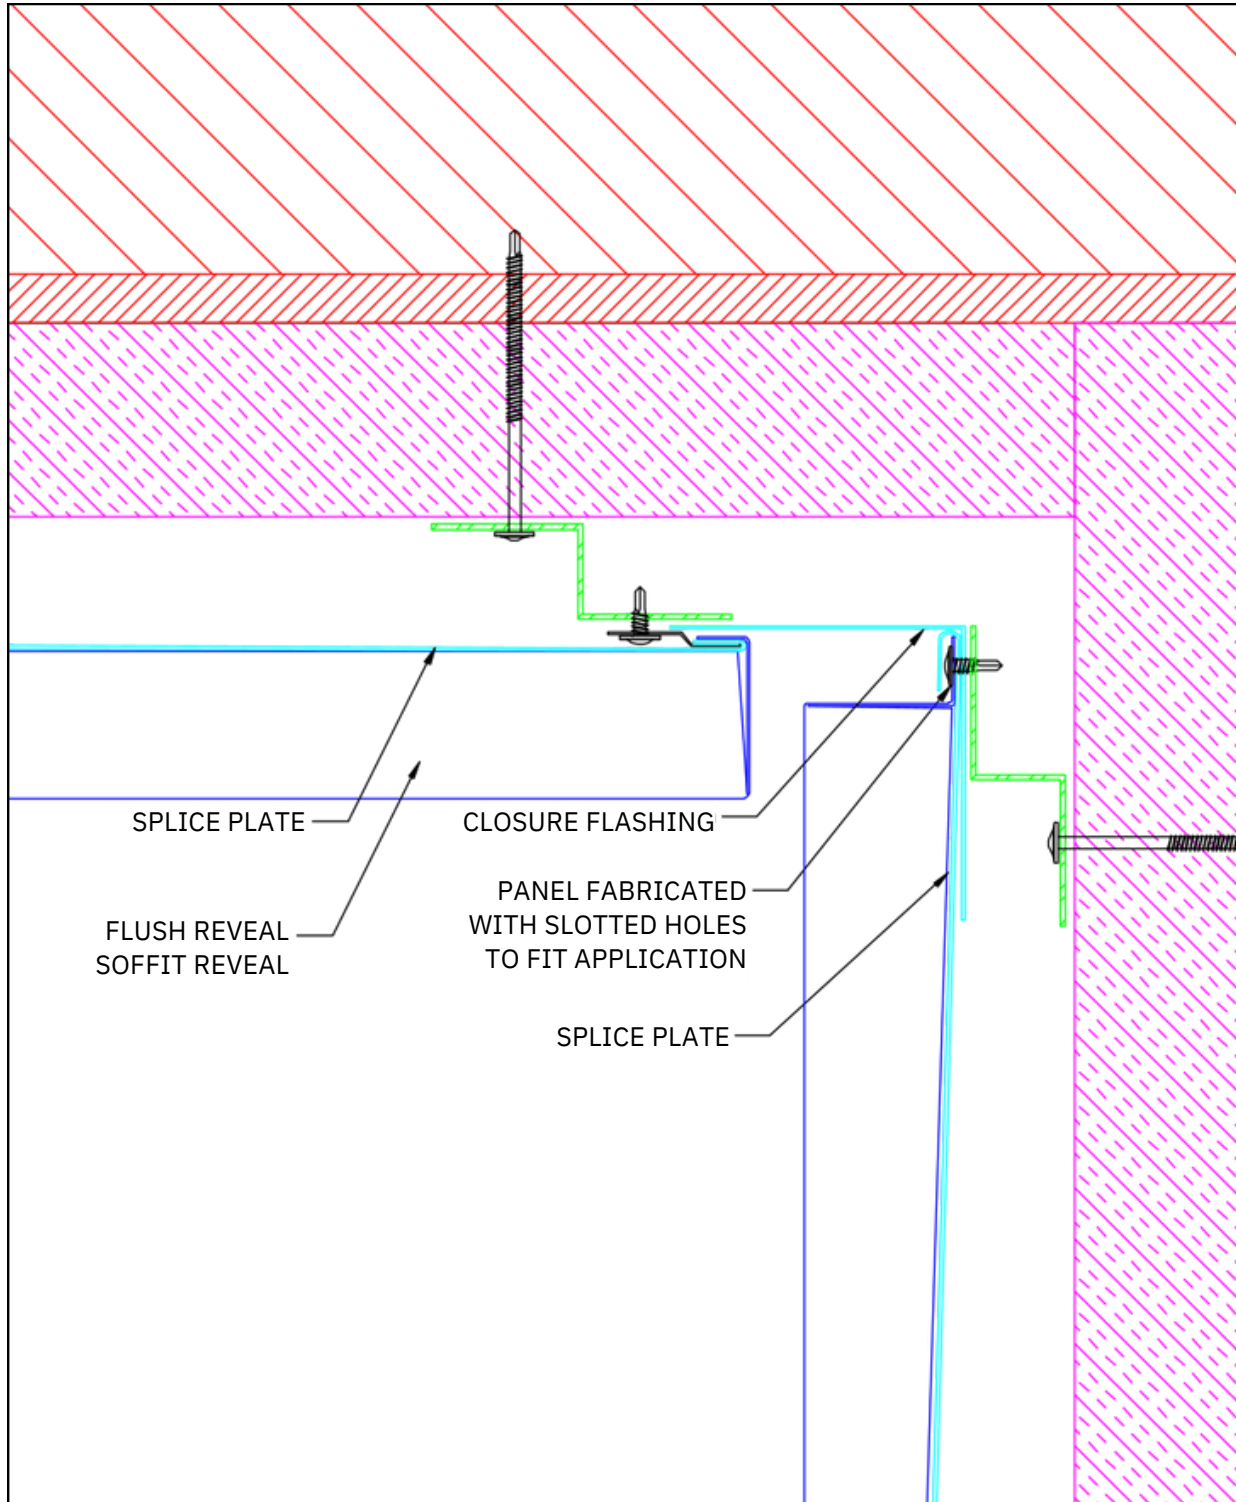 SPLICE PLATE
CLOSURE FLASHING
PANEL FABRICATED
WITH SLOTTED HOLES
TO FIT APPLICATION
FLUSH REVEAL
SOFFIT REVEAL
SPLICE PLATE